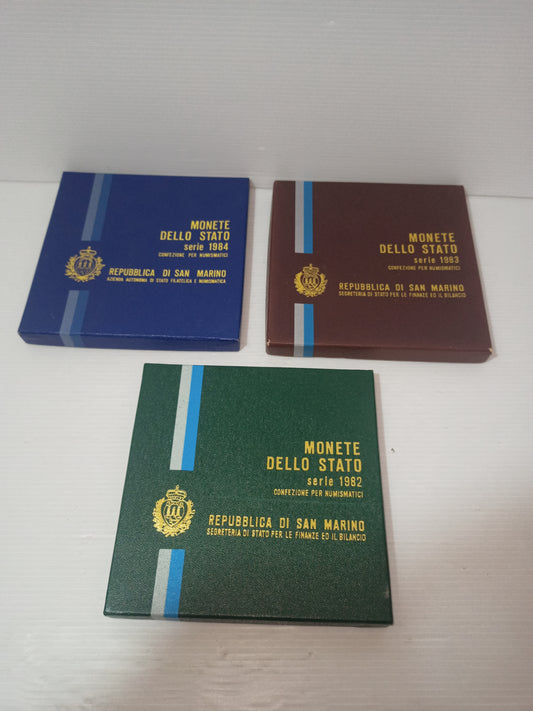 MONETE
DELLO STATO
serie 1984
CONFEZIONE PER NUMISMATICI
REPUBBLICA DI SAN MARINO
AZIENDA AUTONOMA DI STATO FILATELICA E NUMISMATICA
MONETE
DELLO STATO
serie 1983
CONFEZIONE PER NUMISMATICI
REPUBBLICA DI SAN MARINO
SEGRETERIA DI STATO PER LE FINANZE ED IL BILANCIO
MONETE
DELLO STATO
serie 1982
CONFEZIONE PER NUMISMATICI
REPUBBLICA DI SAN MARINO
SEGRETERIA DI STATO PER LE FINANZE ED IL BILANCIO